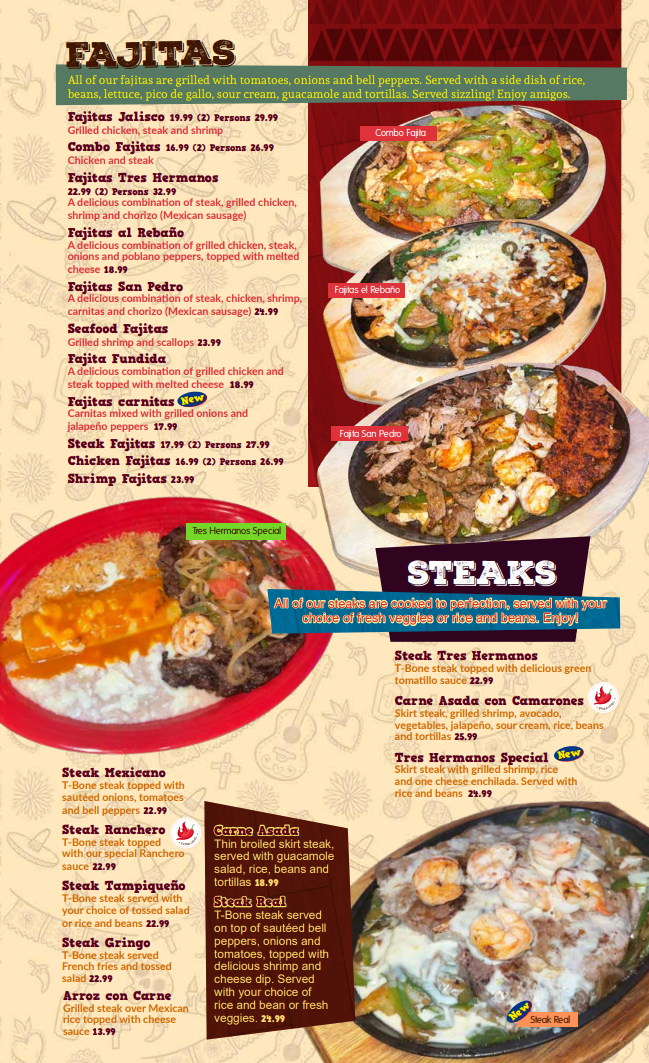 FAJITAS
All of our fajitas are grilled with tomatoes, onions and bell peppers. Served with a side dish of rice,
beans, lettuce, pico de gallo, sour cream, guacamole and tortillas. Served sizzling! Enjoy amigos.
Fajitas Jalisco 19.99 (2) Persons 29.99
Grilled chicken, steak and shrimp
Combo Fajitas 16.99 (2) Persons 26.99
Chicken and steak
Fajitas Tres Hermanos
22.99 (2) Persons 32.99
A delicious combination of steak, grilled chicken,
shrimp and chorizo (Mexican sausage)
Fajitas al Rebaño
A delicious combination of grilled chicken, steak,
onions and poblano peppers, topped with melted
cheese 18.99
Fajitas San Pedro
A delicious combination of steak, chicken, shrimp,
carnitas and chorizo (Mexican sausage) 24.99
Seafood Fajitas
Grilled shrimp and scallops 23.99
Fajita Fundida
A delicious combination of grilled chicken and
steak topped with melted cheese 18.99
Fajitas carnitas New
Carnitas mixed with grilled onions and
jalapeño peppers 17.99
Steak Fajitas 17.99 (2) Persons 27.99
Chicken Fajitas 16.99 (2) Persons 26.99
Shrimp Fajitas 23.99
Combo Fajita
Fajitas el Rebaño
Fajita San Pedro
Tres Hermanos Special
STEAKS
All of our steaks are cooked to perfection, served with your
choice of fresh veggies or rice and beans. Enjoy!
Steak Tres Hermanos
T-Bone steak topped with delicious green
tomatillo sauce 22.99
Carne Asada con Camarones
Skirt steak, grilled shrimp, avocado,
vegetables, jalapeño, sour cream, rice, beans
and tortillas 25.99
Tres Hermanos Special New
Skirt steak with grilled shrimp, rice
and one cheese enchilada. Served with
rice and beans 24.99
Steak Mexicano
T-Bone steak topped with
sautéed onions, tomatoes
and bell peppers 22.99
Steak Ranchero
T-Bone steak topped
with our special Ranchero
sauce 22.99
Steak Tampiqueño
T-Bone steak served with
your choice of tossed salad
or rice and beans 22.99
Steak Gringo
T-Bone steak served
French fries and tossed
salad 22.99
Arroz con Carne
Grilled steak over Mexican
rice topped with cheese
sauce 13.99
Carne Asada
Thin broiled skirt steak,
served with guacamole
salad, rice, beans and
tortillas 18.99
Steak Real
T-Bone steak served
on top of sautéed bell
peppers, onions and
tomatoes, topped with
delicious shrimp and
cheese dip. Served
with your choice of
rice and bean or fresh
veggies. 24.99
New
Steak Real